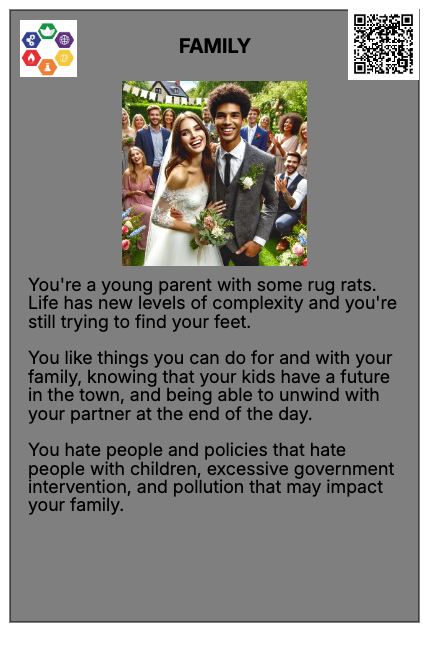 FAMILY
You're a young parent with some rug rats.
Life has new levels of complexity and you're
still trying to find your feet.
You like things you can do for and with your
family, knowing that your kids have a future
in the town, and being able to unwind with
your partner at the end of the day.
You hate people and policies that hate
people with children, excessive government
intervention, and pollution that may impact
your family.